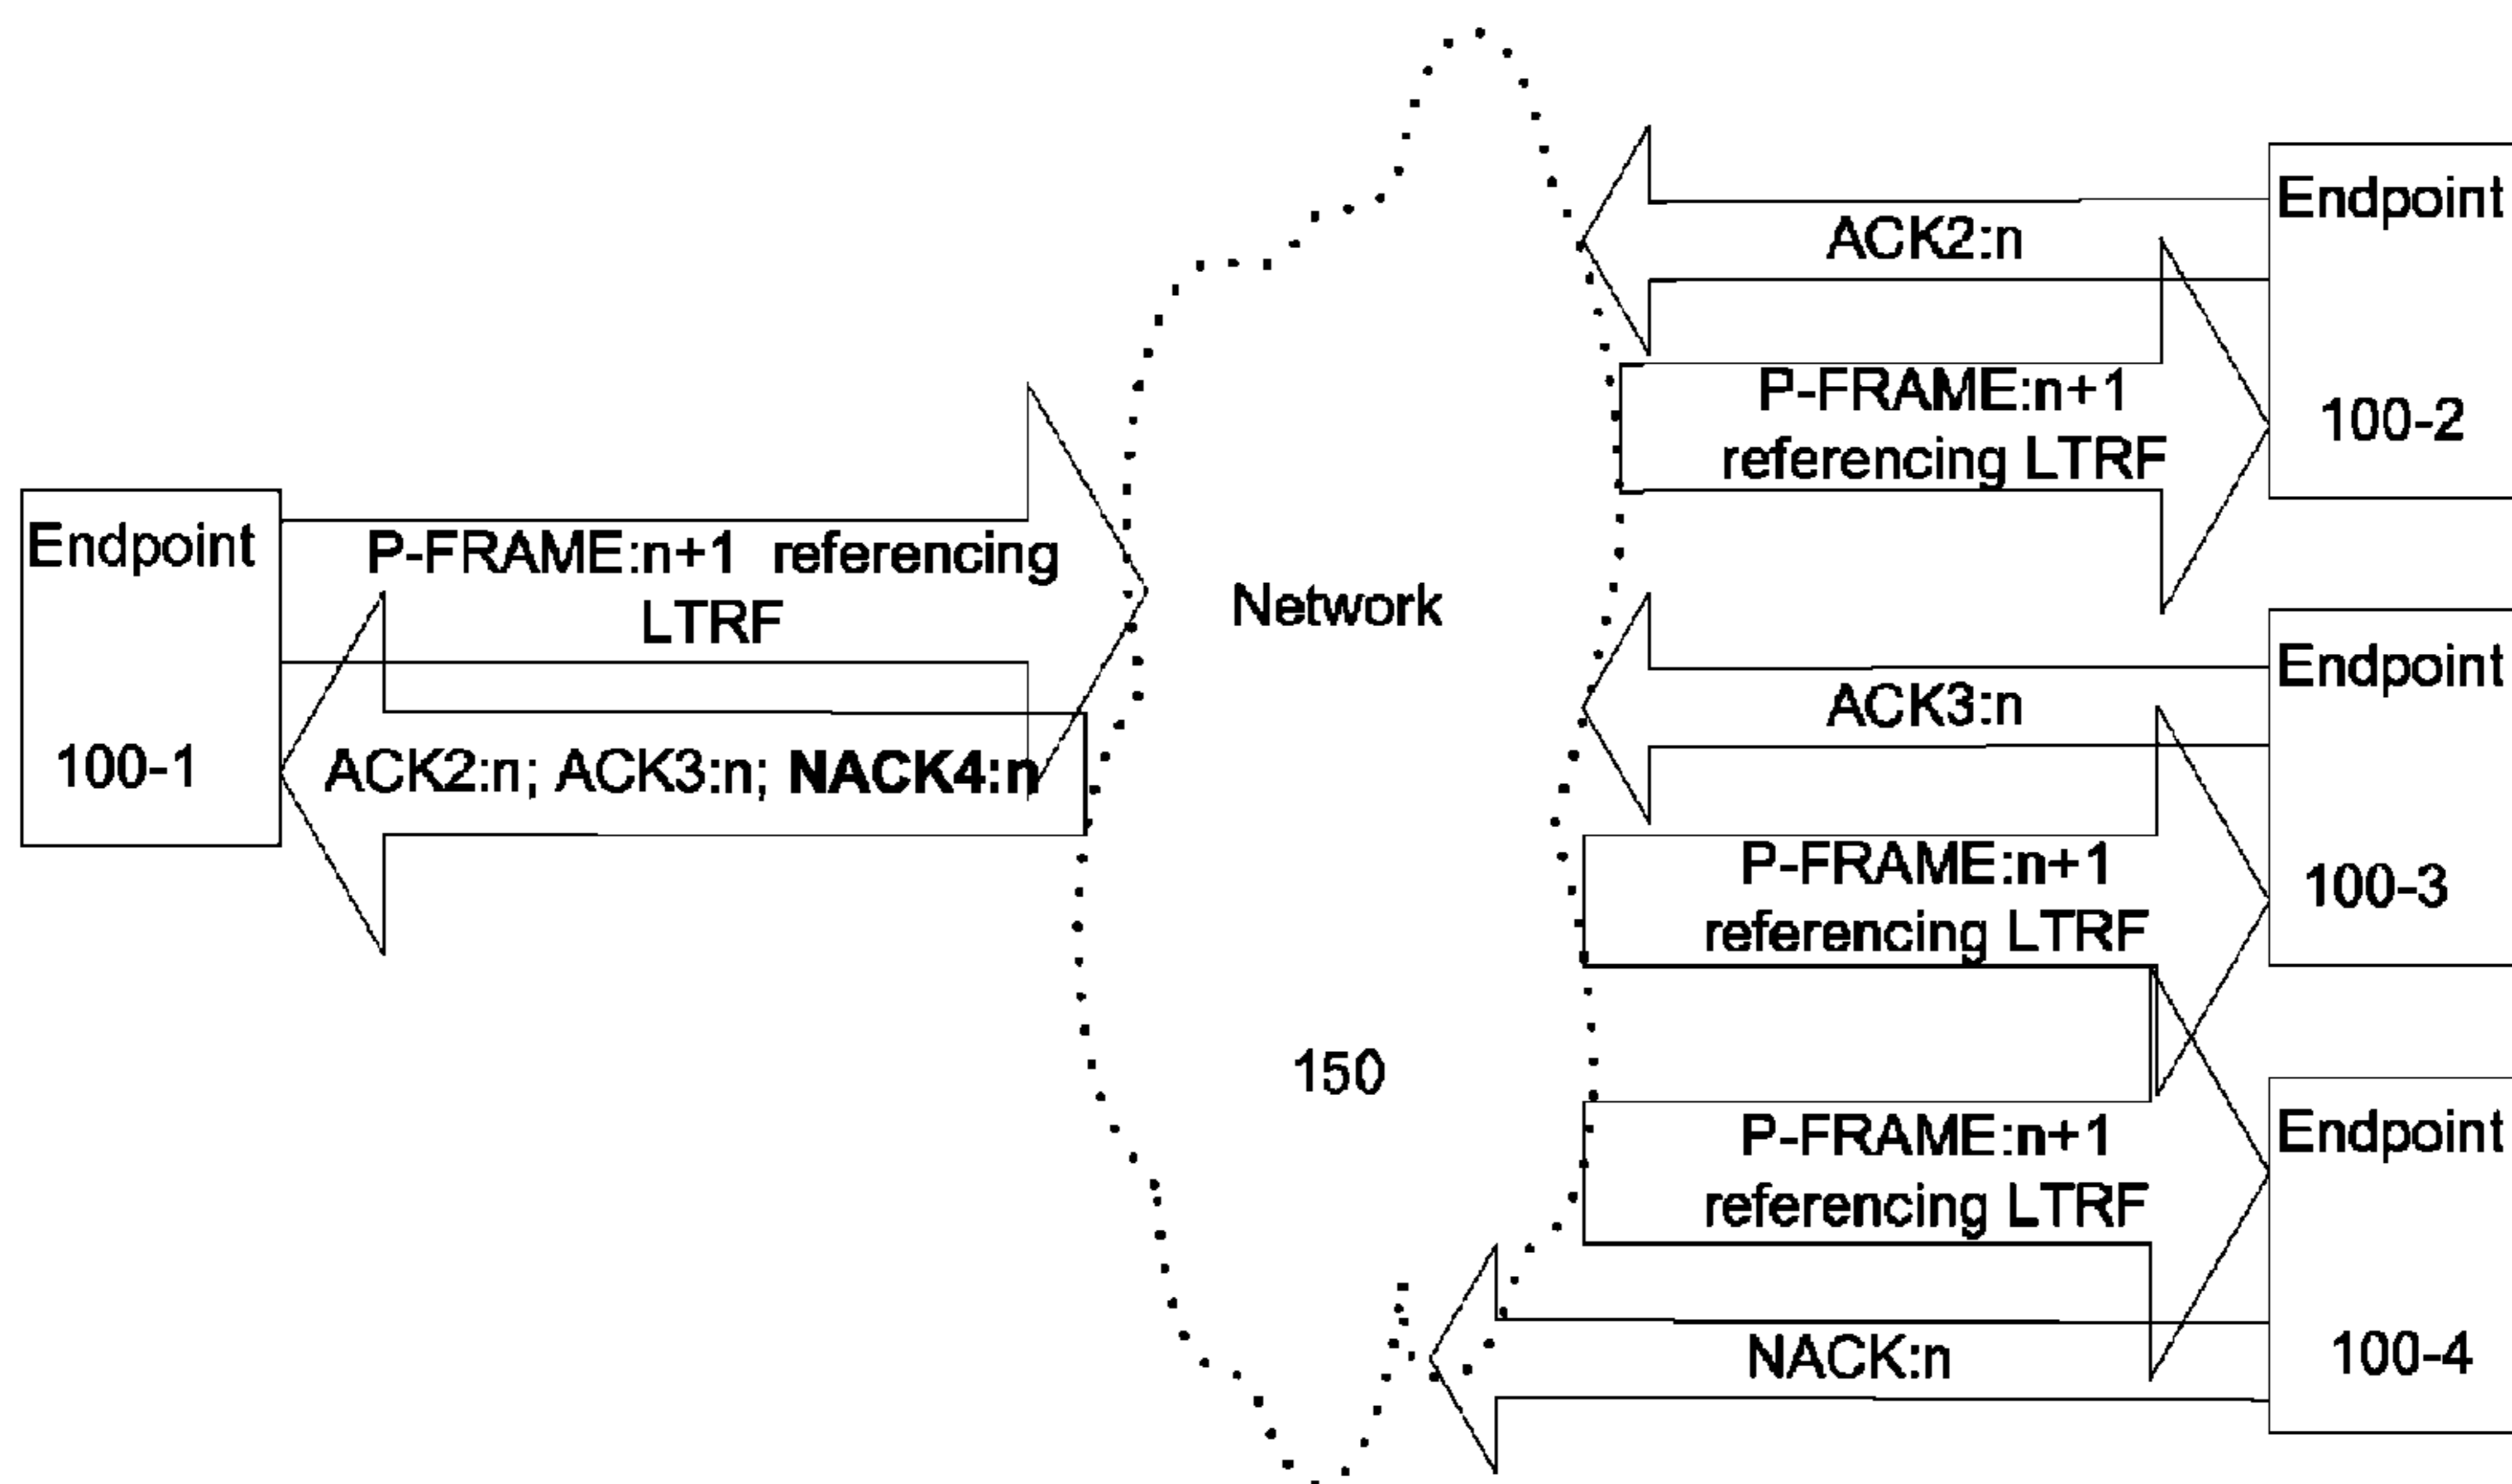 Endpoint
100-1
P-FRAME:n+1 referencing
LTRF
ACK2:n; ACK3:n; NACK4:n
Network
150
ACK2:n
P-FRAME:n+1
referencing LTRF
Endpoint
100-2
ACK3:n
P-FRAME:n+1
referencing LTRF
Endpoint
100-3
P-FRAME:n+1
referencing LTRF
NACK:n
Endpoint
100-4